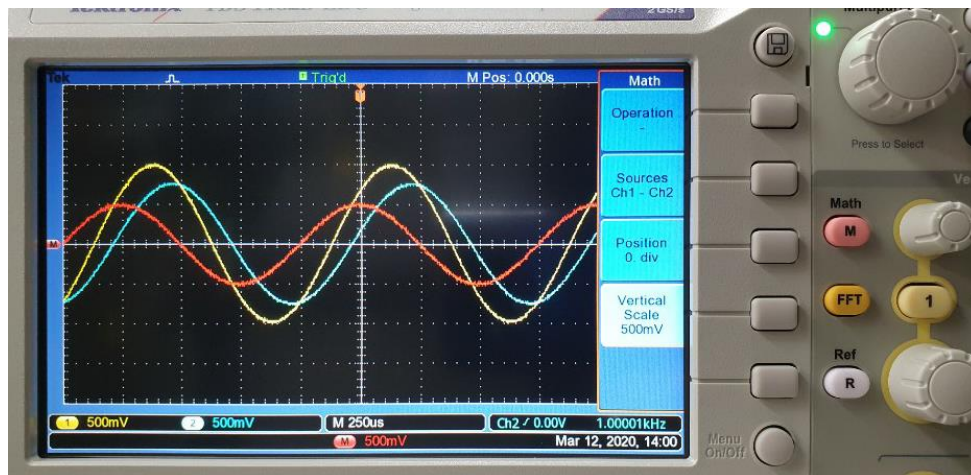 2 GS/s
Tek
Trig'd
M Pos: 0.000s
Math
Operation
-
Sources
Ch1 - Ch2
Position
0. div
Vertical
Scale
500mV
M
1 500mV
2 500mV
M 250us
Ch2 / 0.00V
1.00001kHz
M 500mV
Mar 12, 2020, 14:00
Press to Select
Math
M
FFT
1
Ref
R
Menu
On/Off